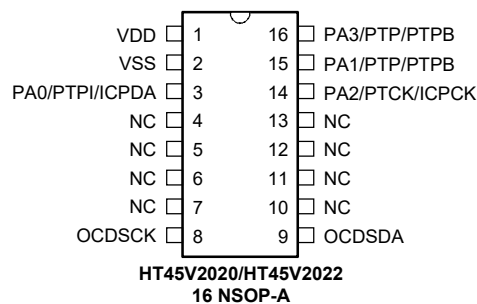 VDD 1 16 PA3/PTP/PTPB
VSS 2 15 PA1/PTP/PTPB
PA0/PTPI/ICPDA 3 14 PA2/PTCK/ICPCK
NC 4 13 NC
NC 5 12 NC
NC 6 11 NC
NC 7 10 NC
OCDSCK 8 9 OCDSDA
HT45V2020/HT45V2022
16 NSOP-A